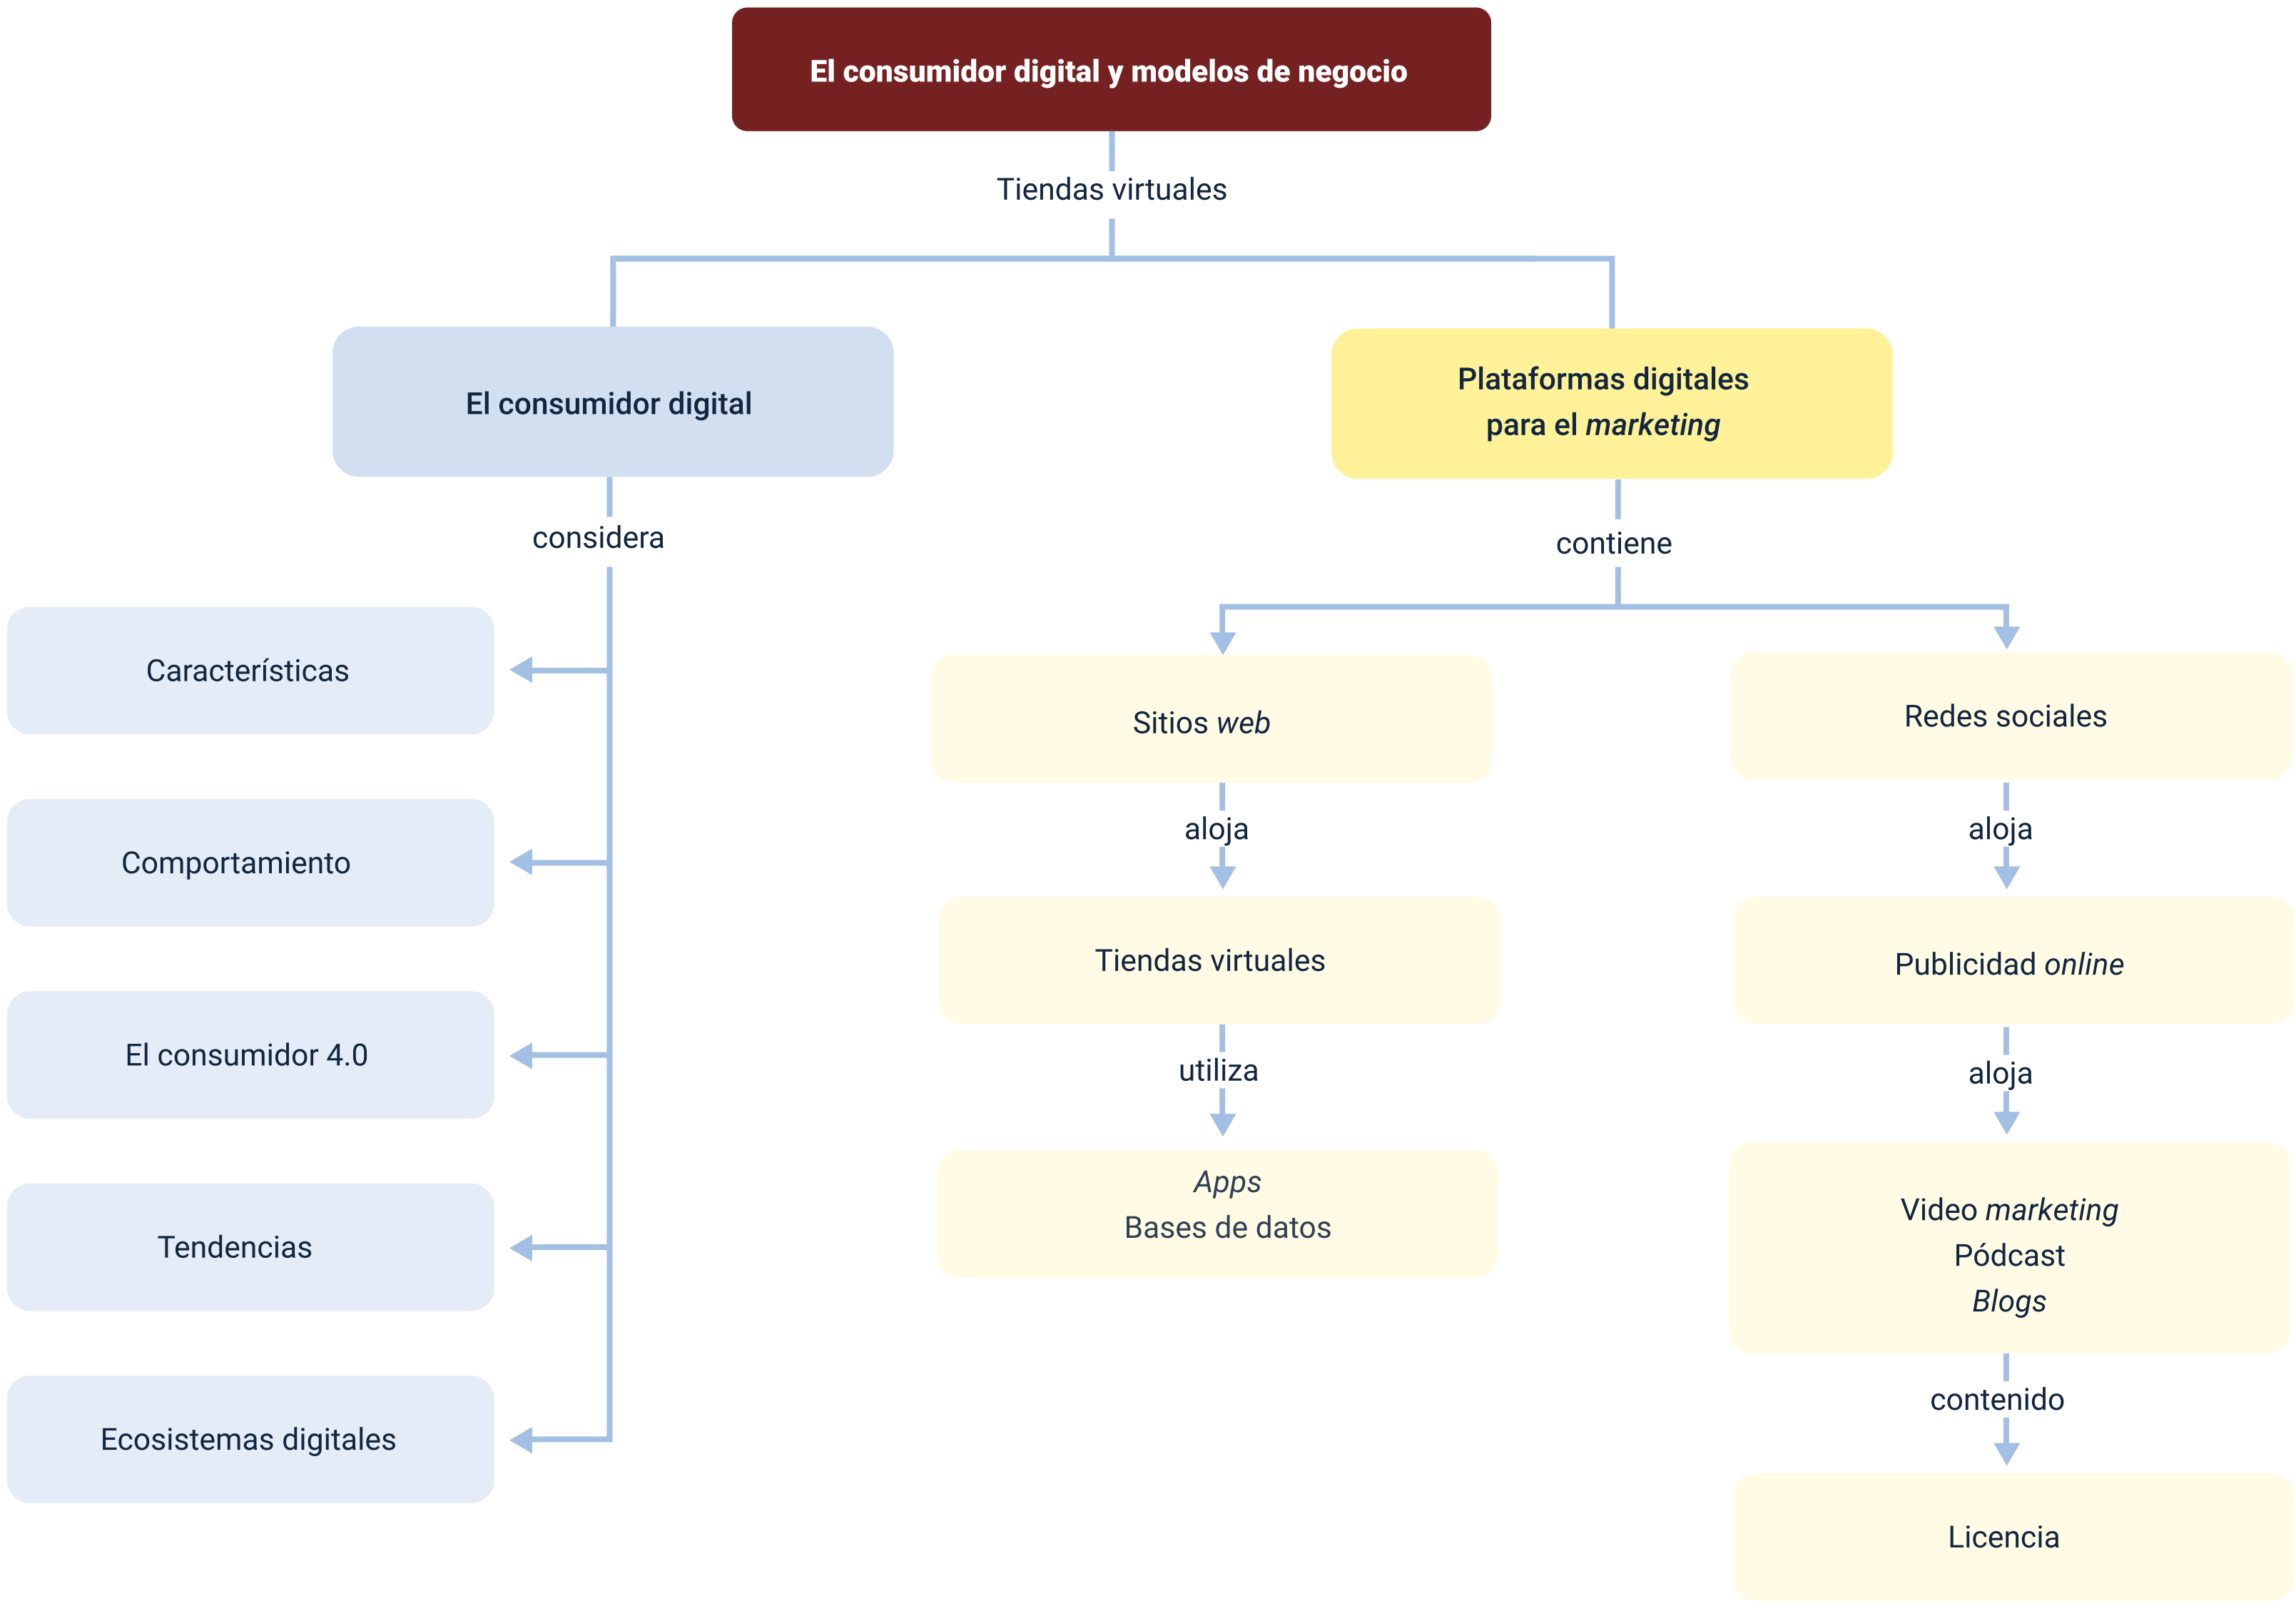 El consumidor digital y modelos de negocio
Tiendas virtuales
El consumidor digital
considera
Características
Comportamiento
El consumidor 4.0
Tendencias
Ecosistemas digitales
Plataformas digitales
para el marketing
contiene
Sitios web
aloja
Tiendas virtuales
utiliza
Apps
Bases de datos
Redes sociales
aloja
Publicidad online
aloja
Video marketing
Pódcast
Blogs
contenido
Licencia